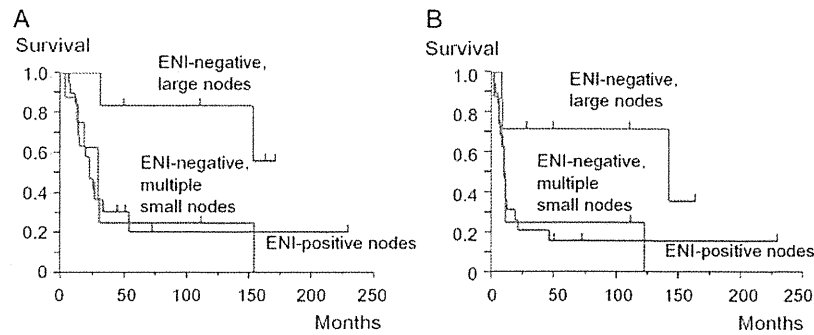 A
Survival
ENI-negative,
large nodes
1.0
0.8
0.6
0.4
0.2
0
ENI-negative,
multiple
small nodes
ENI-positive nodes
0 50 100 150 200 250
Months
B
Survival
ENI-negative,
large nodes
1.0
0.8
0.6
0.4
0.2
0
ENI-negative,
multiple
small nodes
ENI-positive nodes
0 50 100 150 200 250
Months